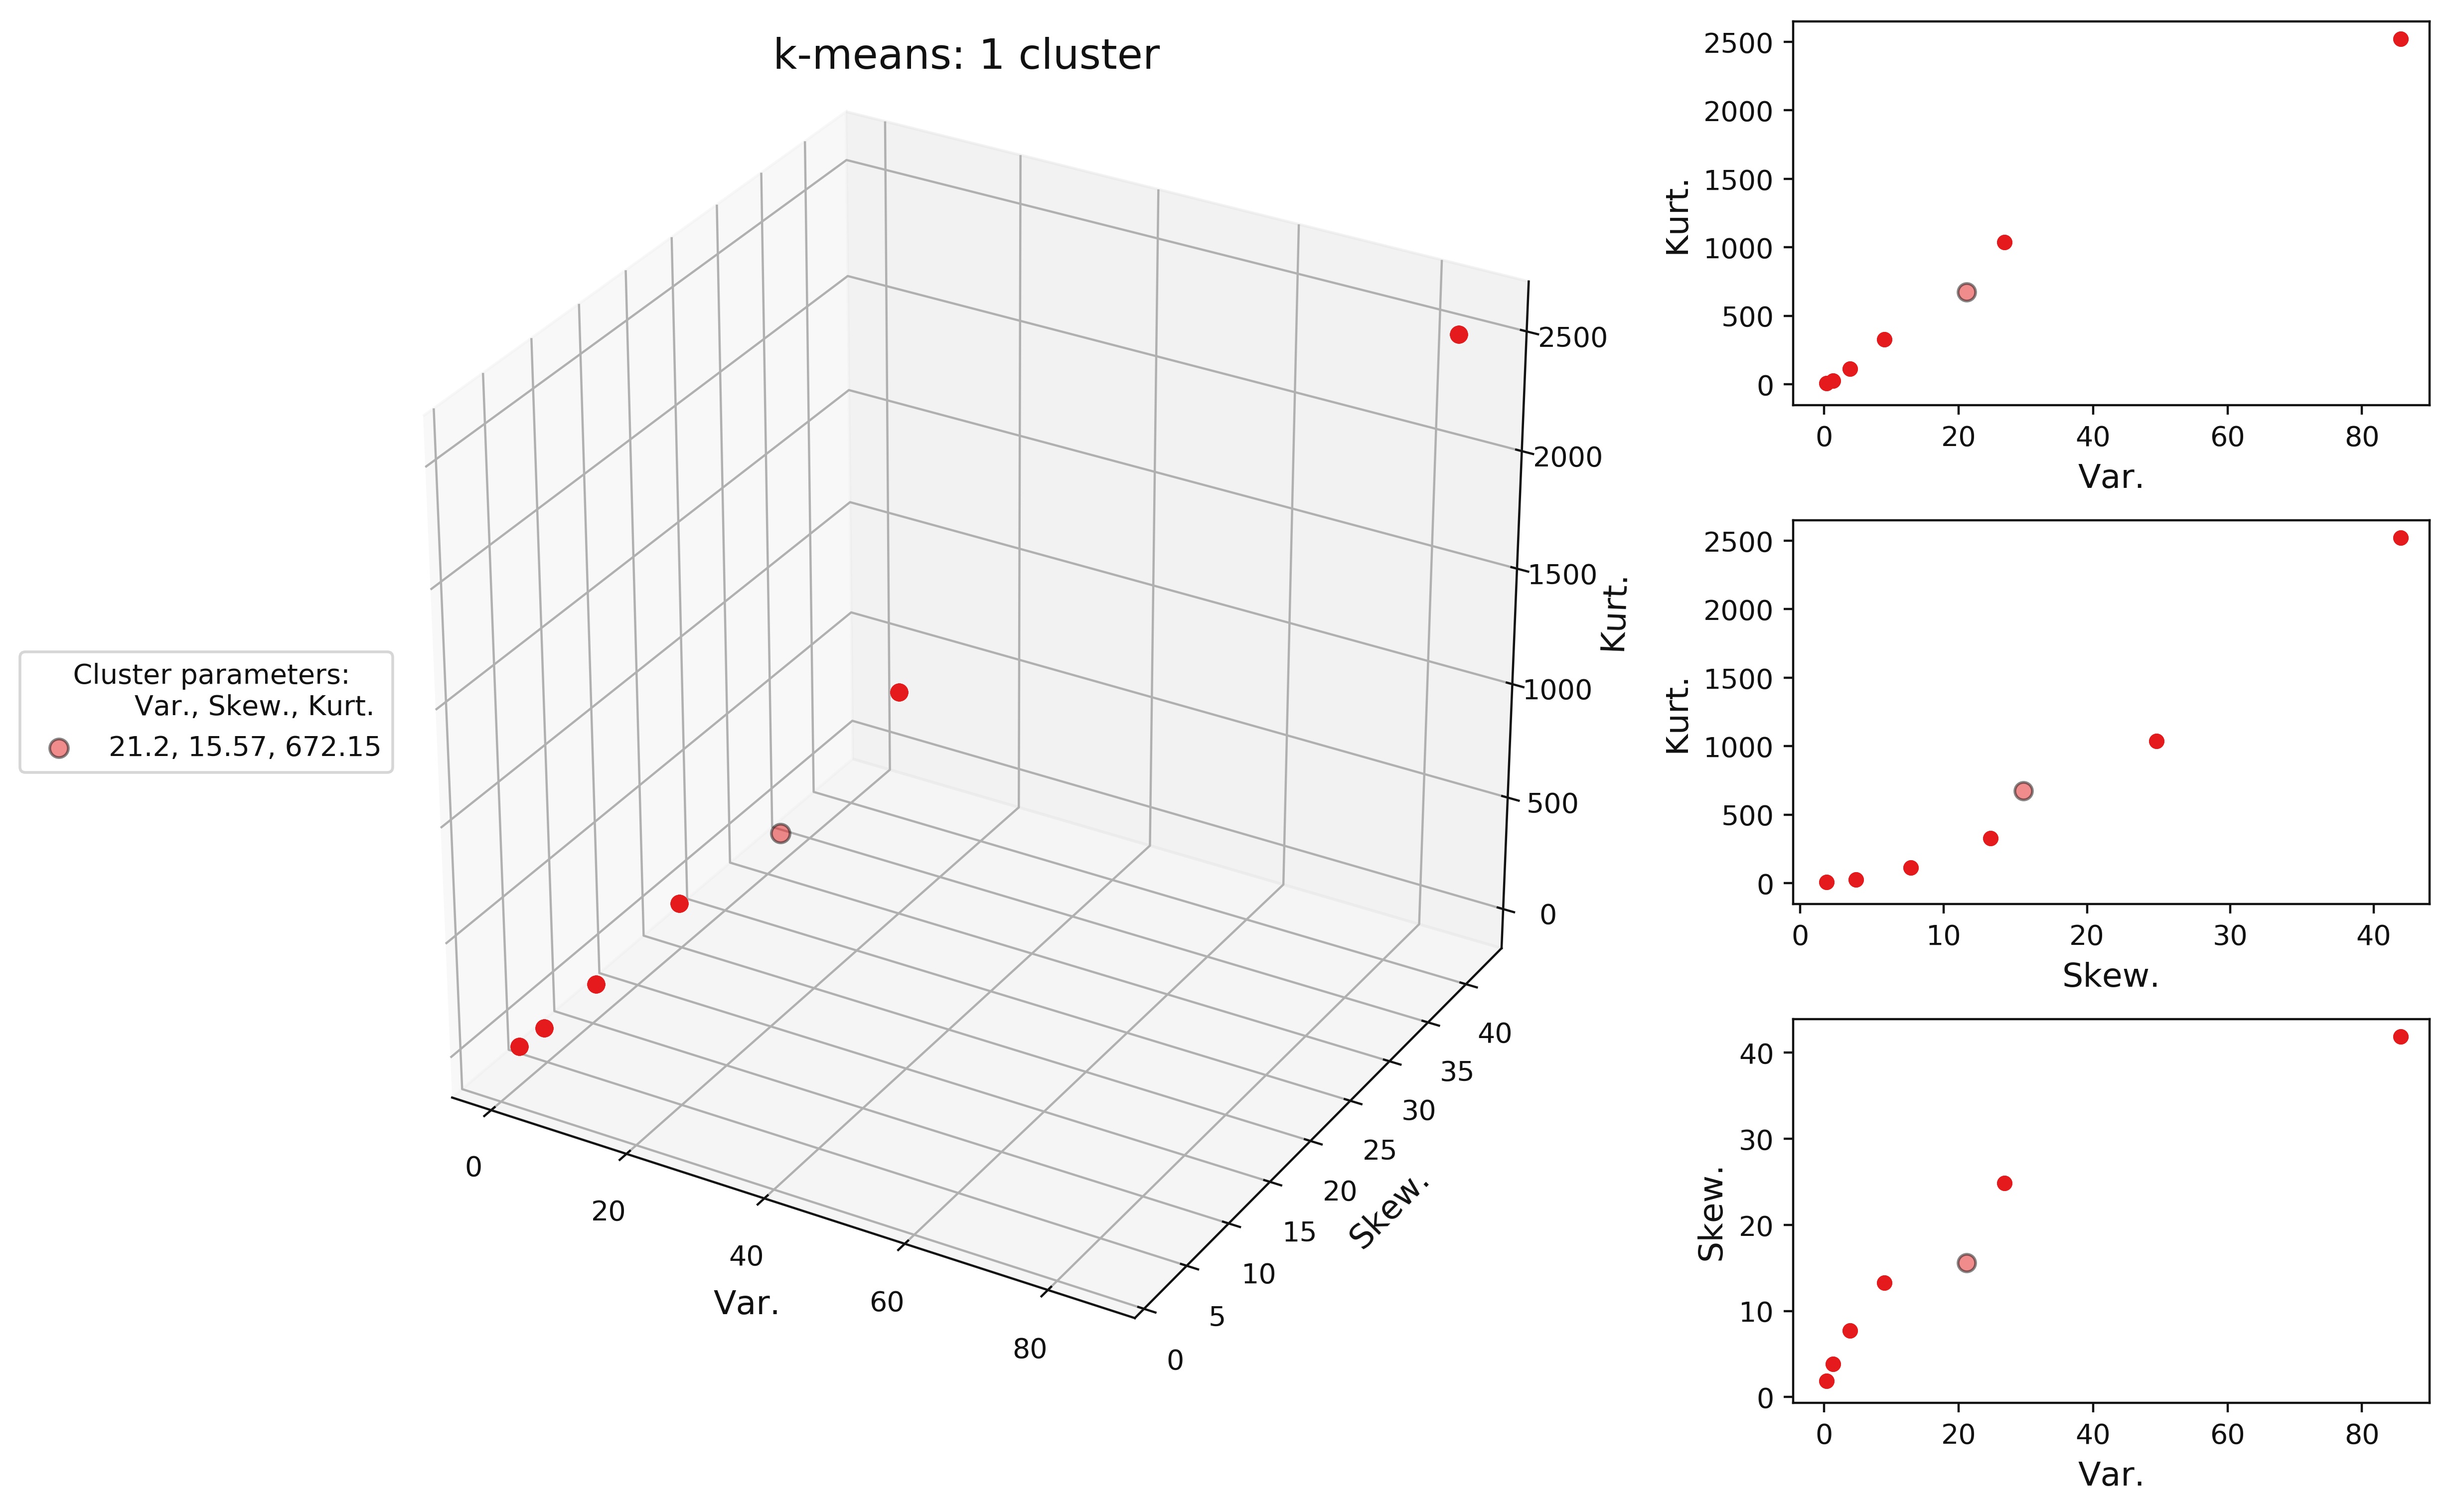 k-means: 1 cluster
Cluster parameters:
Var., Skew., Kurt.
21.2, 15.57, 672.15
2500
2000
1500
1000
500
0
Kurt.
0
20
40
60
80
Var.
0
5
10
15
20
25
30
35
40
Skew.
2500
2000
1500
1000
500
0
Kurt.
0 20 40 60 80
Var.
2500
2000
1500
1000
500
0
Kurt.
0 10 20 30 40
Skew.
40
30
20
10
0
Skew.
0 20 40 60 80
Var.